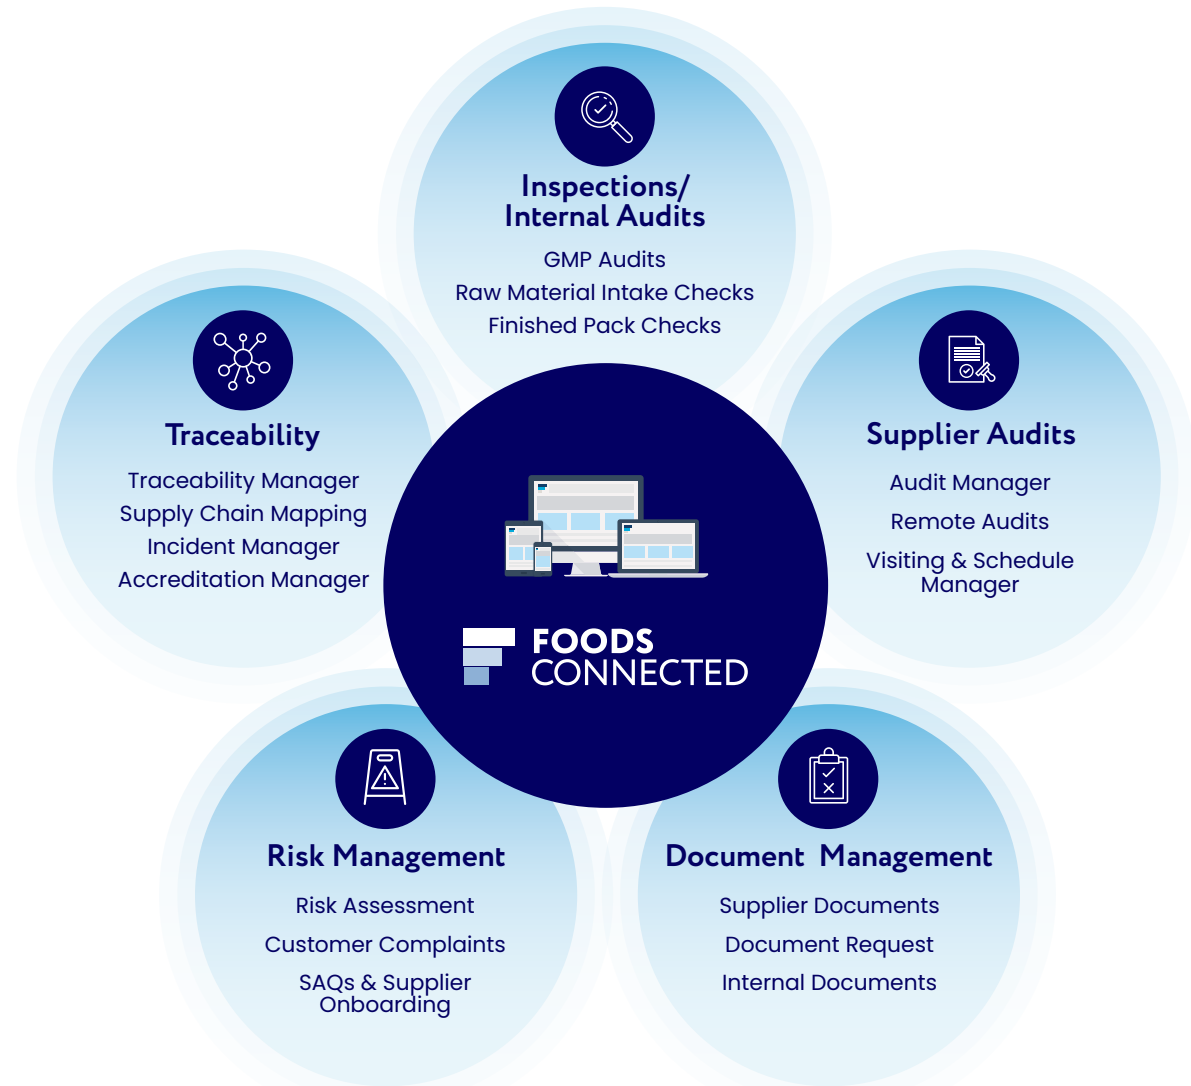 Inspections/
Internal Audits
GMP Audits
Raw Material Intake Checks
Finished Pack Checks
Traceability
Traceability Manager
Supply Chain Mapping
Incident Manager
Accreditation Manager
Supplier Audits
Audit Manager
Remote Audits
Visiting & Schedule
Manager
FOODS
CONNECTED
Risk Management
Risk Assessment
Customer Complaints
SAQs & Supplier
Onboarding
Document Management
Supplier Documents
Document Request
Internal Documents